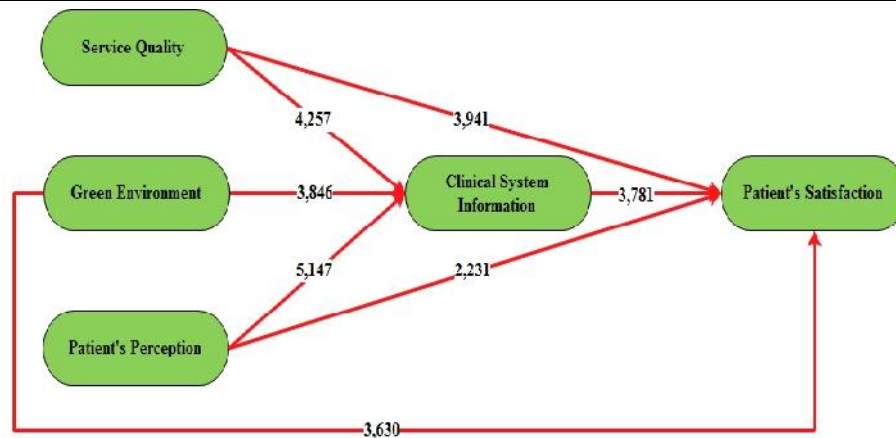 Service Quality
4,257
3,941
Green Environment
3,846
Clinical System
Information
3,781
Patient's Satisfaction
5,147
2,231
Patient's Perception
3,630